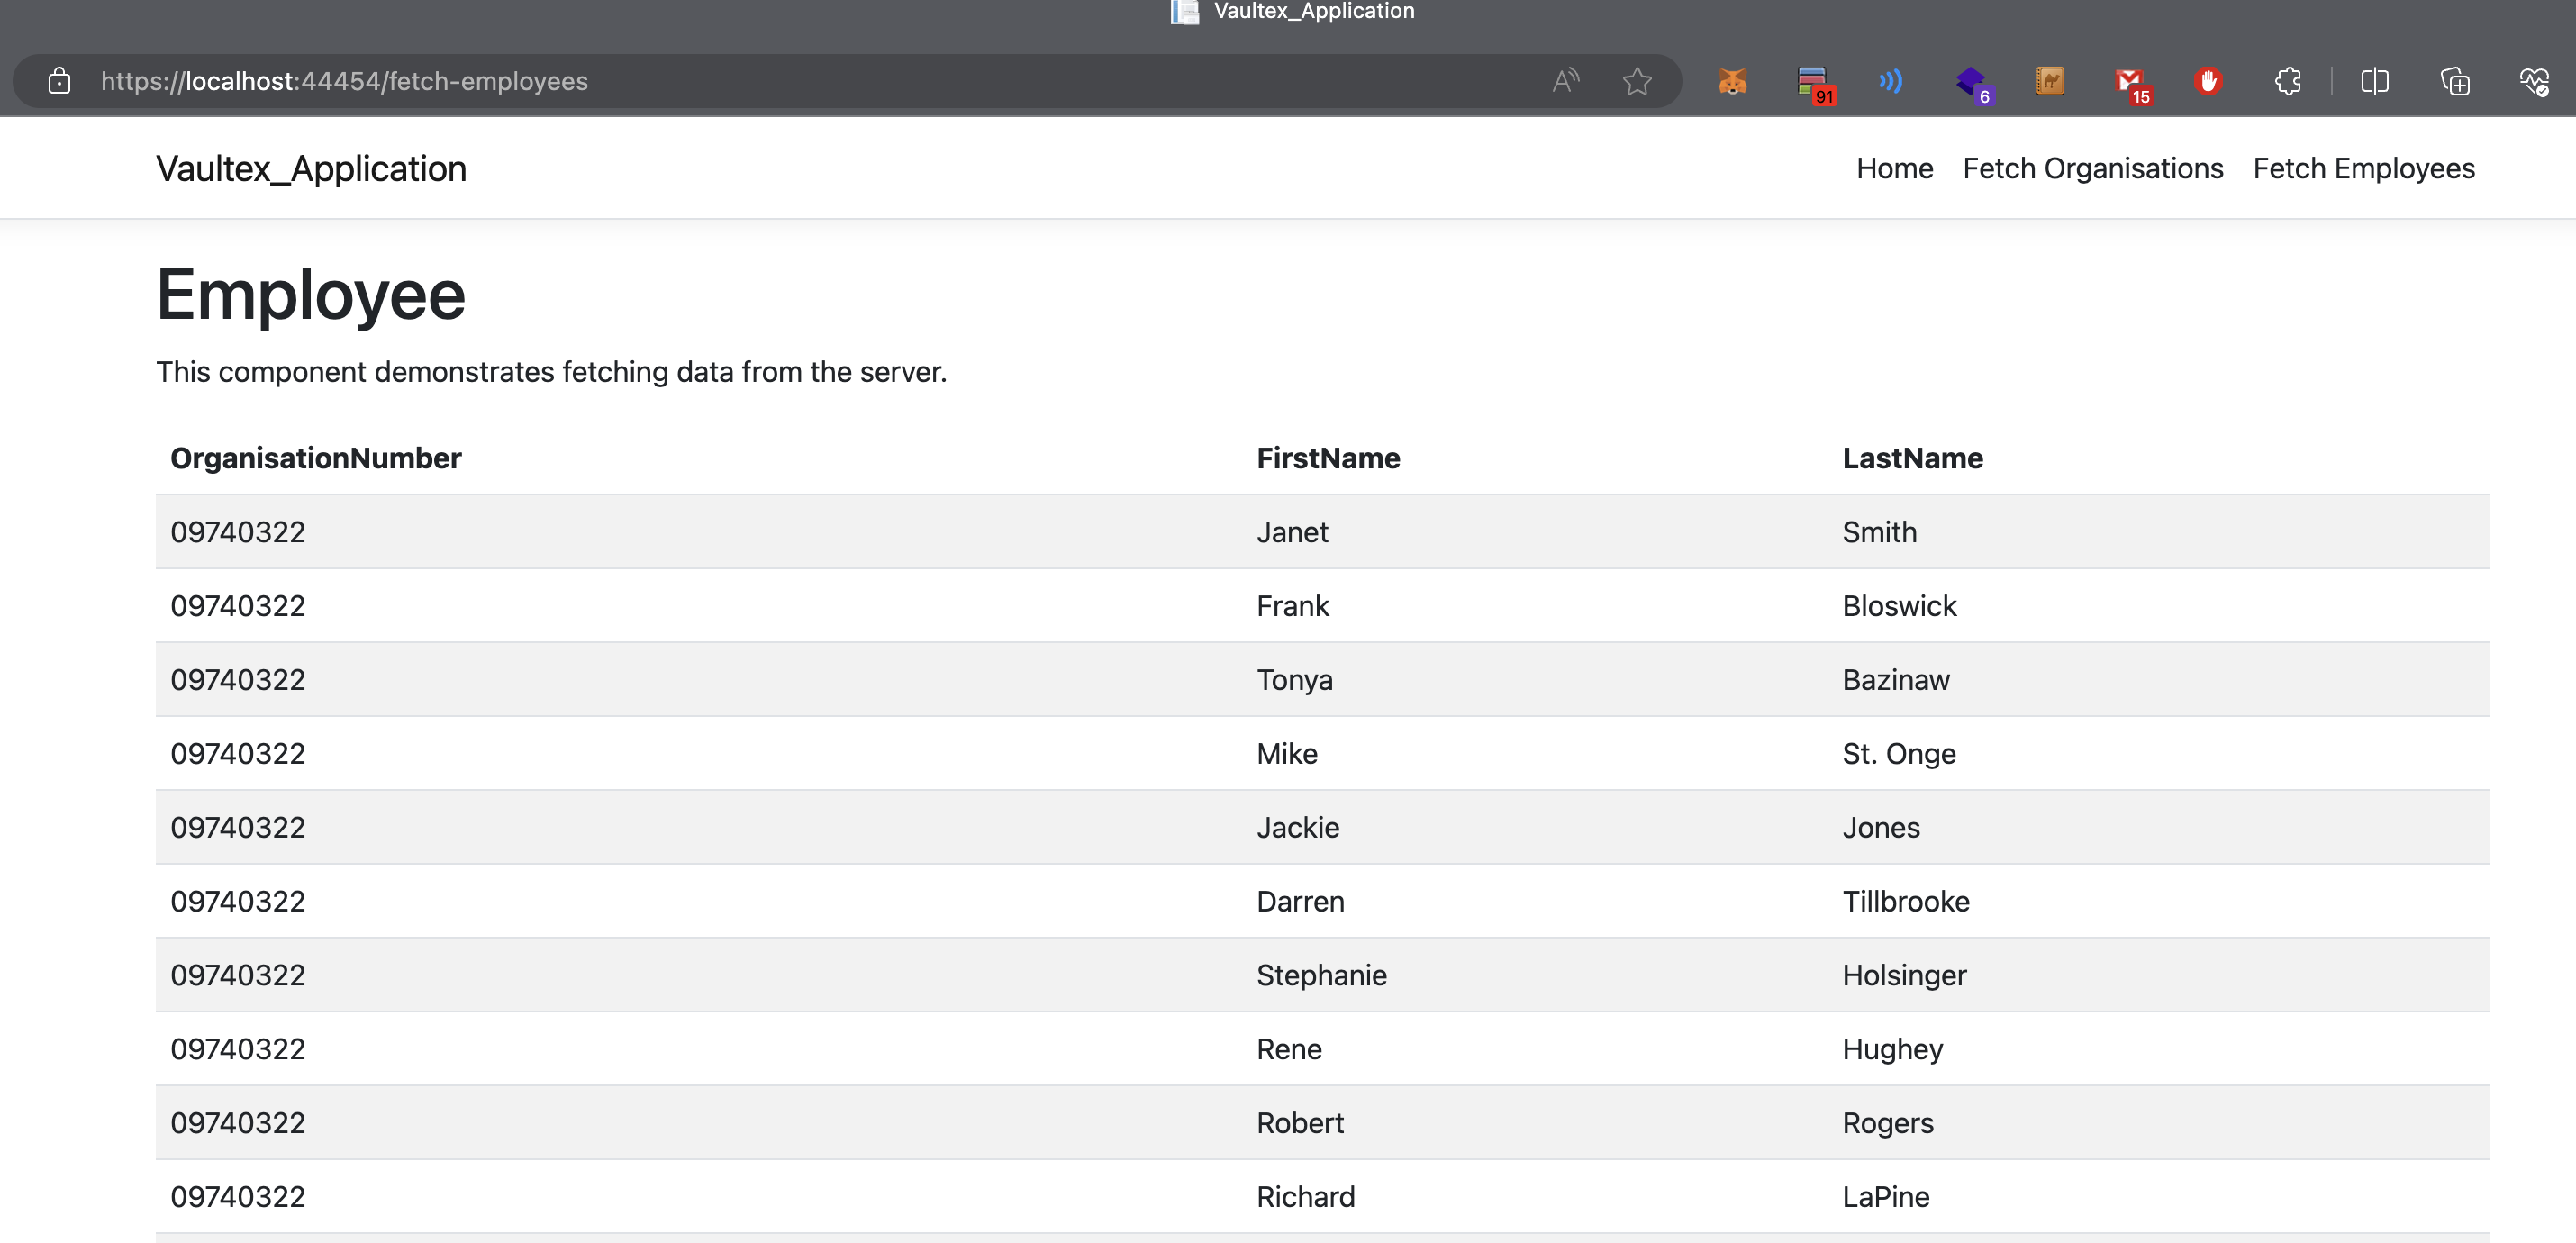 Vaultex_Application
https://localhost:44454/fetch-employees
A
91
6
15
Vaultex_Application Home Fetch Organisations Fetch Employees
Employee
This component demonstrates fetching data from the server.
OrganisationNumber FirstName LastName
09740322 Janet Smith
09740322 Frank Bloswick
09740322 Tonya Bazinaw
09740322 Mike St. Onge
09740322 Jackie Jones
09740322 Darren Tillbrooke
09740322 Stephanie Holsinger
09740322 Rene Hughey
09740322 Robert Rogers
09740322 Richard LaPine